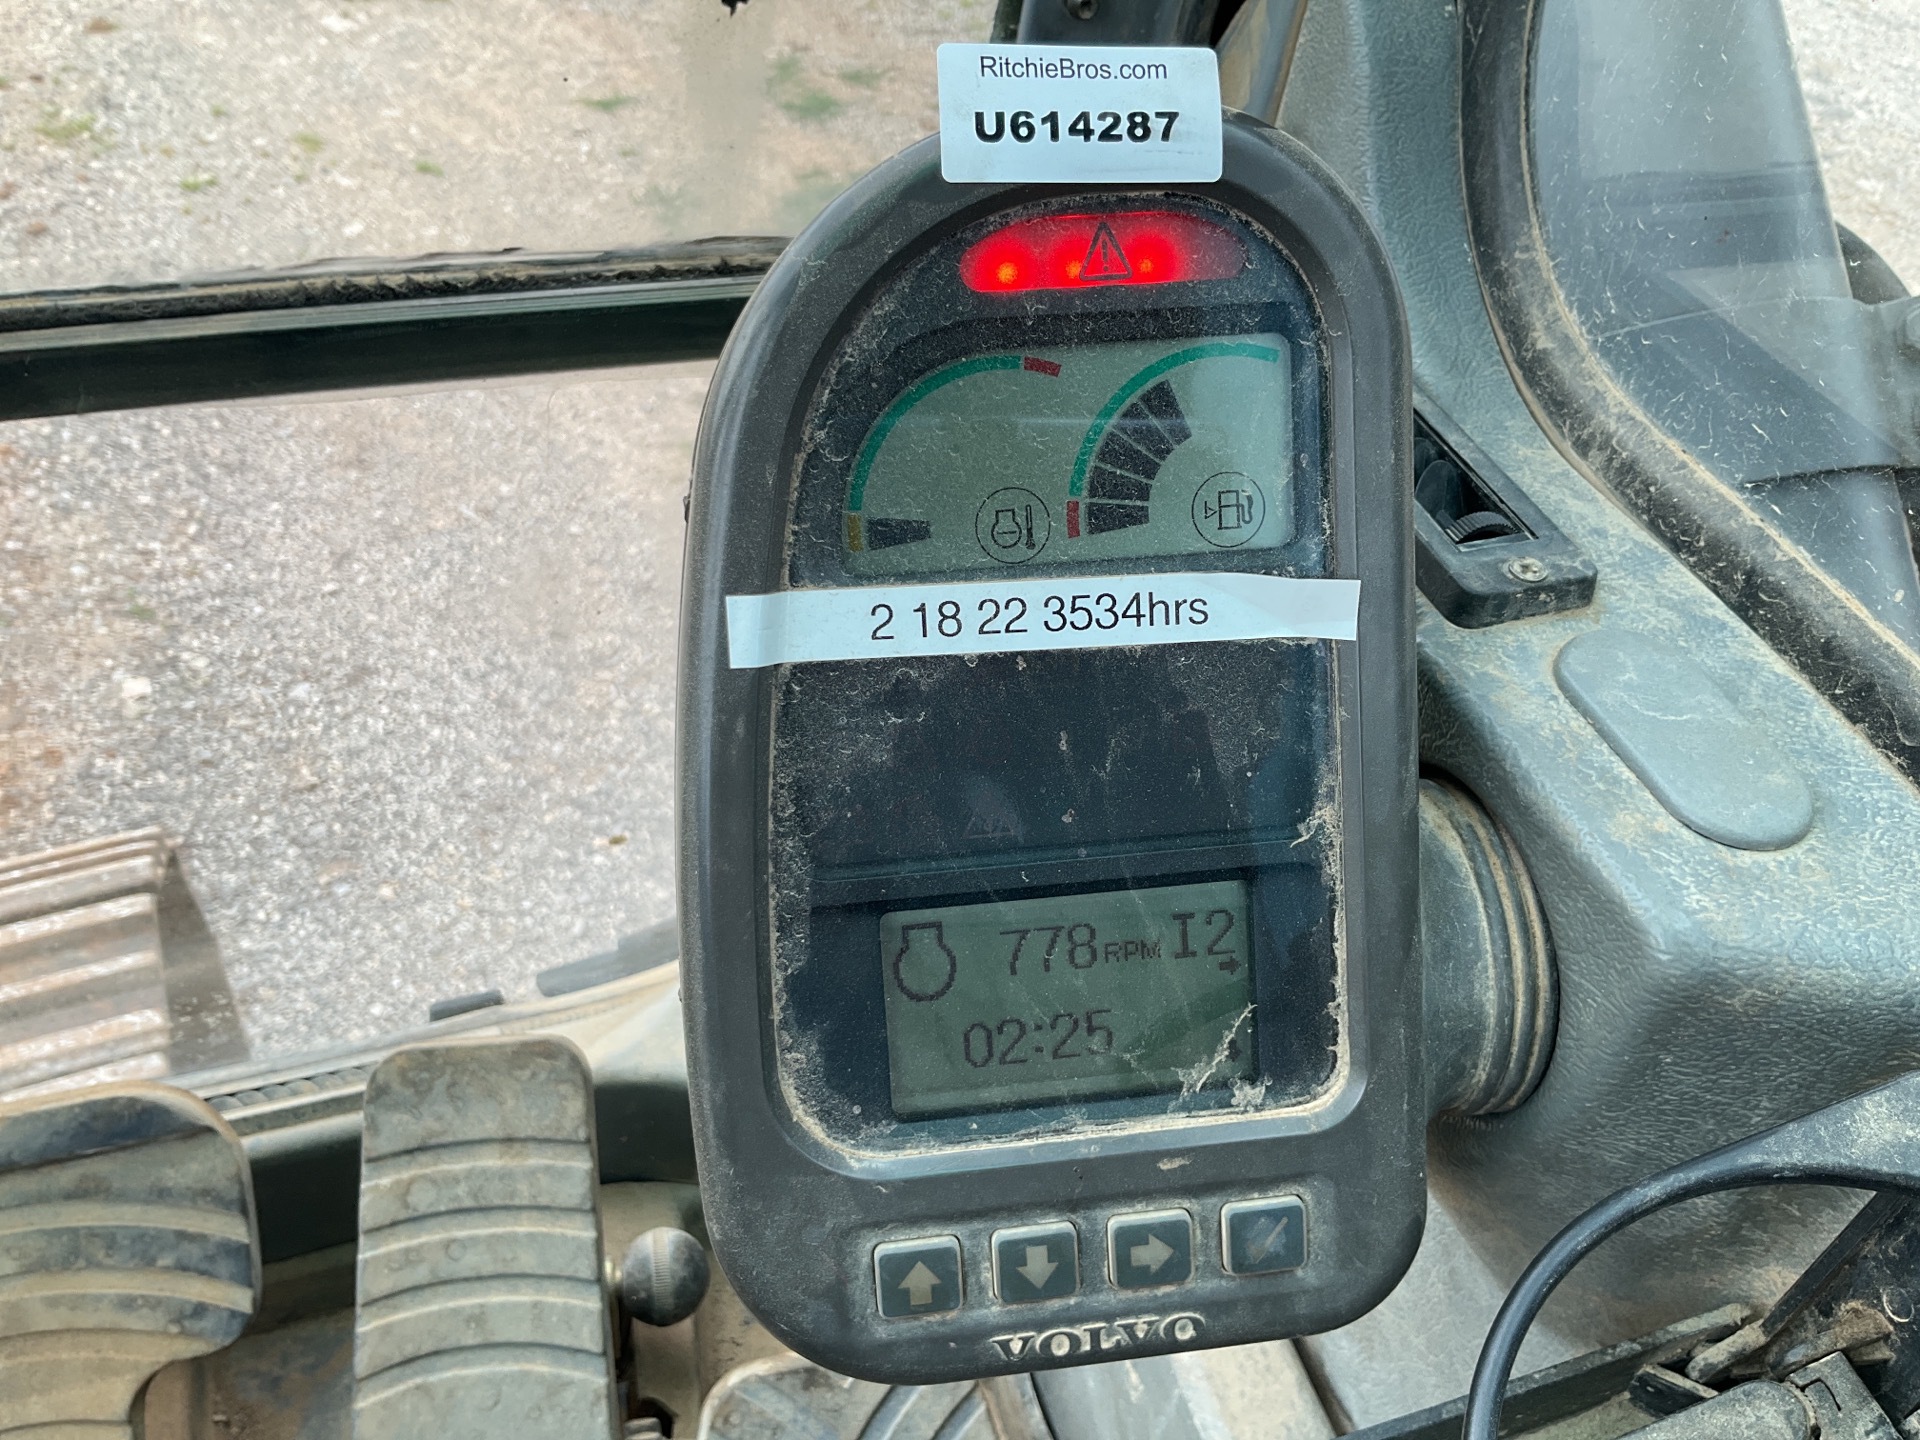 RitchieBros.com
U614287
2 18 22 3534hrs
778RPM I2
02:25
VOLVO